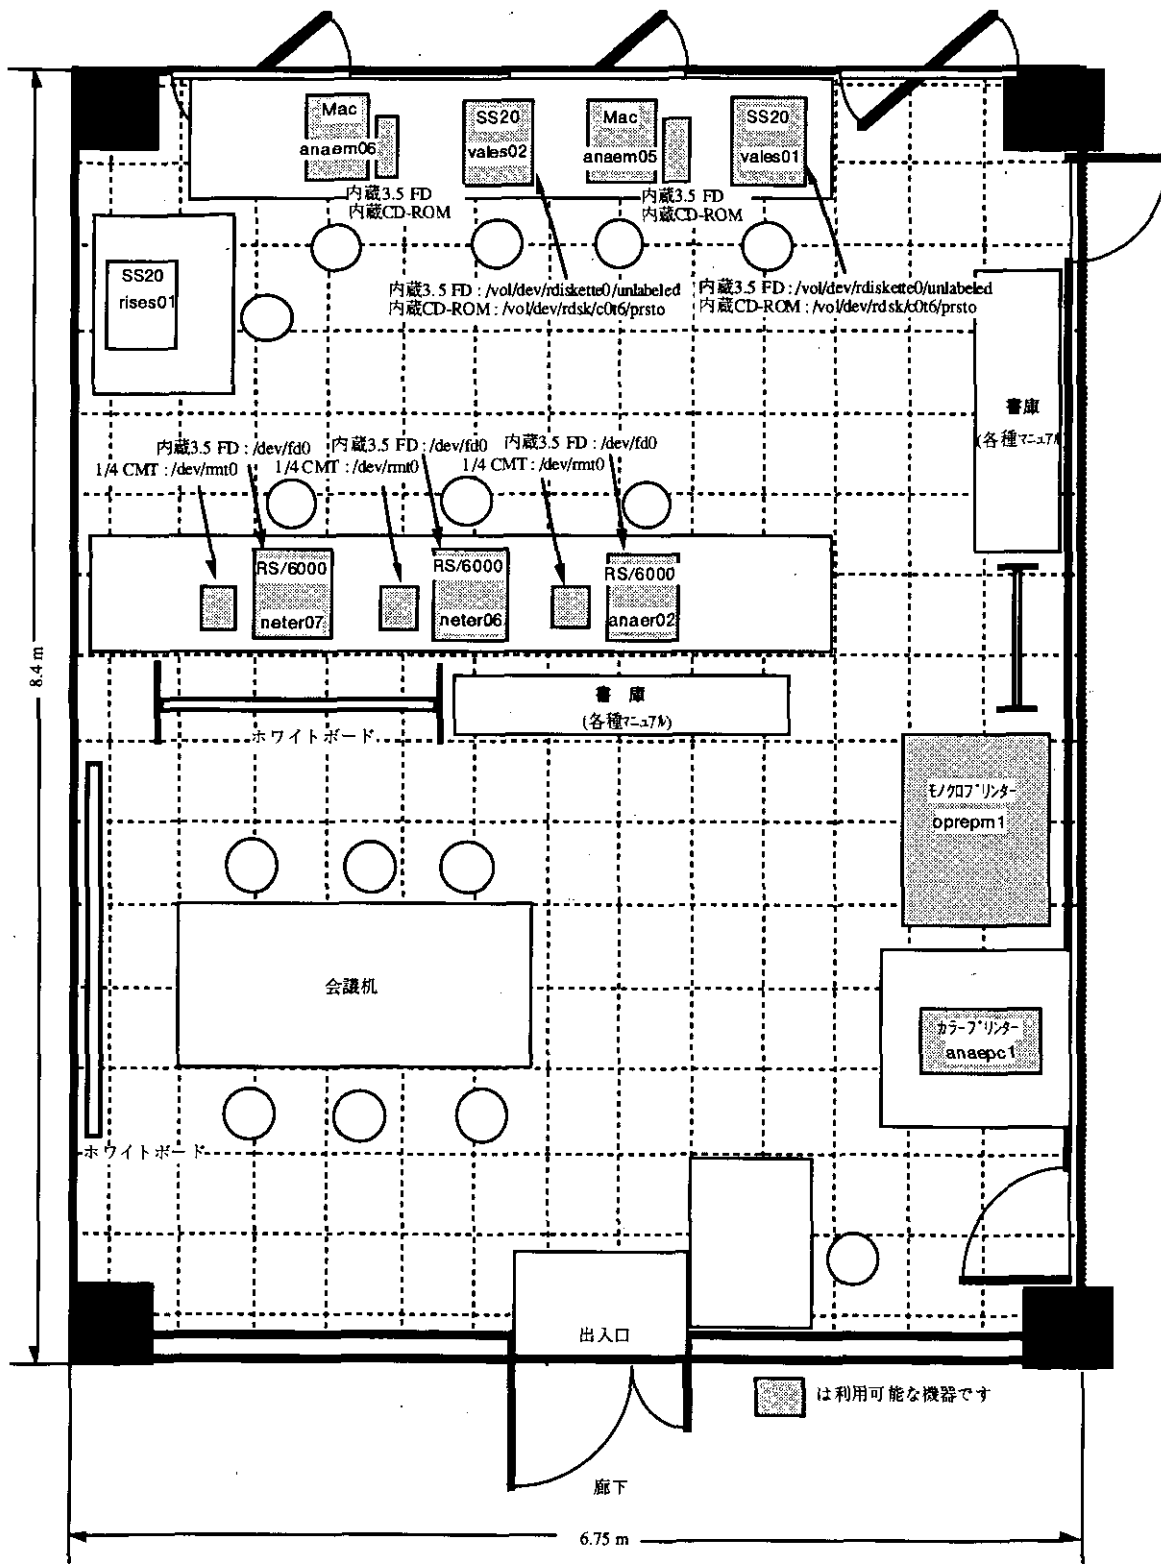 Mac
anaem06
SS20
vales02
Mac
anaem05
SS20
vales01
内蔵3.5 FD
内蔵CD-ROM
内蔵3.5 FD
内蔵CD-ROM
SS20
rises01
内蔵3.5 FD : /vol/dev/rdiskette0/unlabeled
内蔵CD-ROM : /vol/dev/rdsk/c0t6/prsto
内蔵3.5 FD : /vol/dev/rdiskette0/unlabeled
内蔵CD-ROM : /vol/dev/rdsk/c0t6/prsto
書庫
(各種マニュアル)
内蔵3.5 FD : /dev/fd0
1/4 CMT : /dev/rmt0
内蔵3.5 FD : /dev/fd0
1/4 CMT : /dev/rmt0
内蔵3.5 FD : /dev/fd0
1/4 CMT : /dev/rmt0
RS/6000
neter07
RS/6000
neter06
RS/6000
anaer02
8.4 m
書 庫
(各種マニュアル)
ホワイトボード
モノクロプリンター
oprepm1
会議机
カラープリンター
anaepc1
ホワイトボード
出入口
は利用可能な機器です
廊下
6.75 m